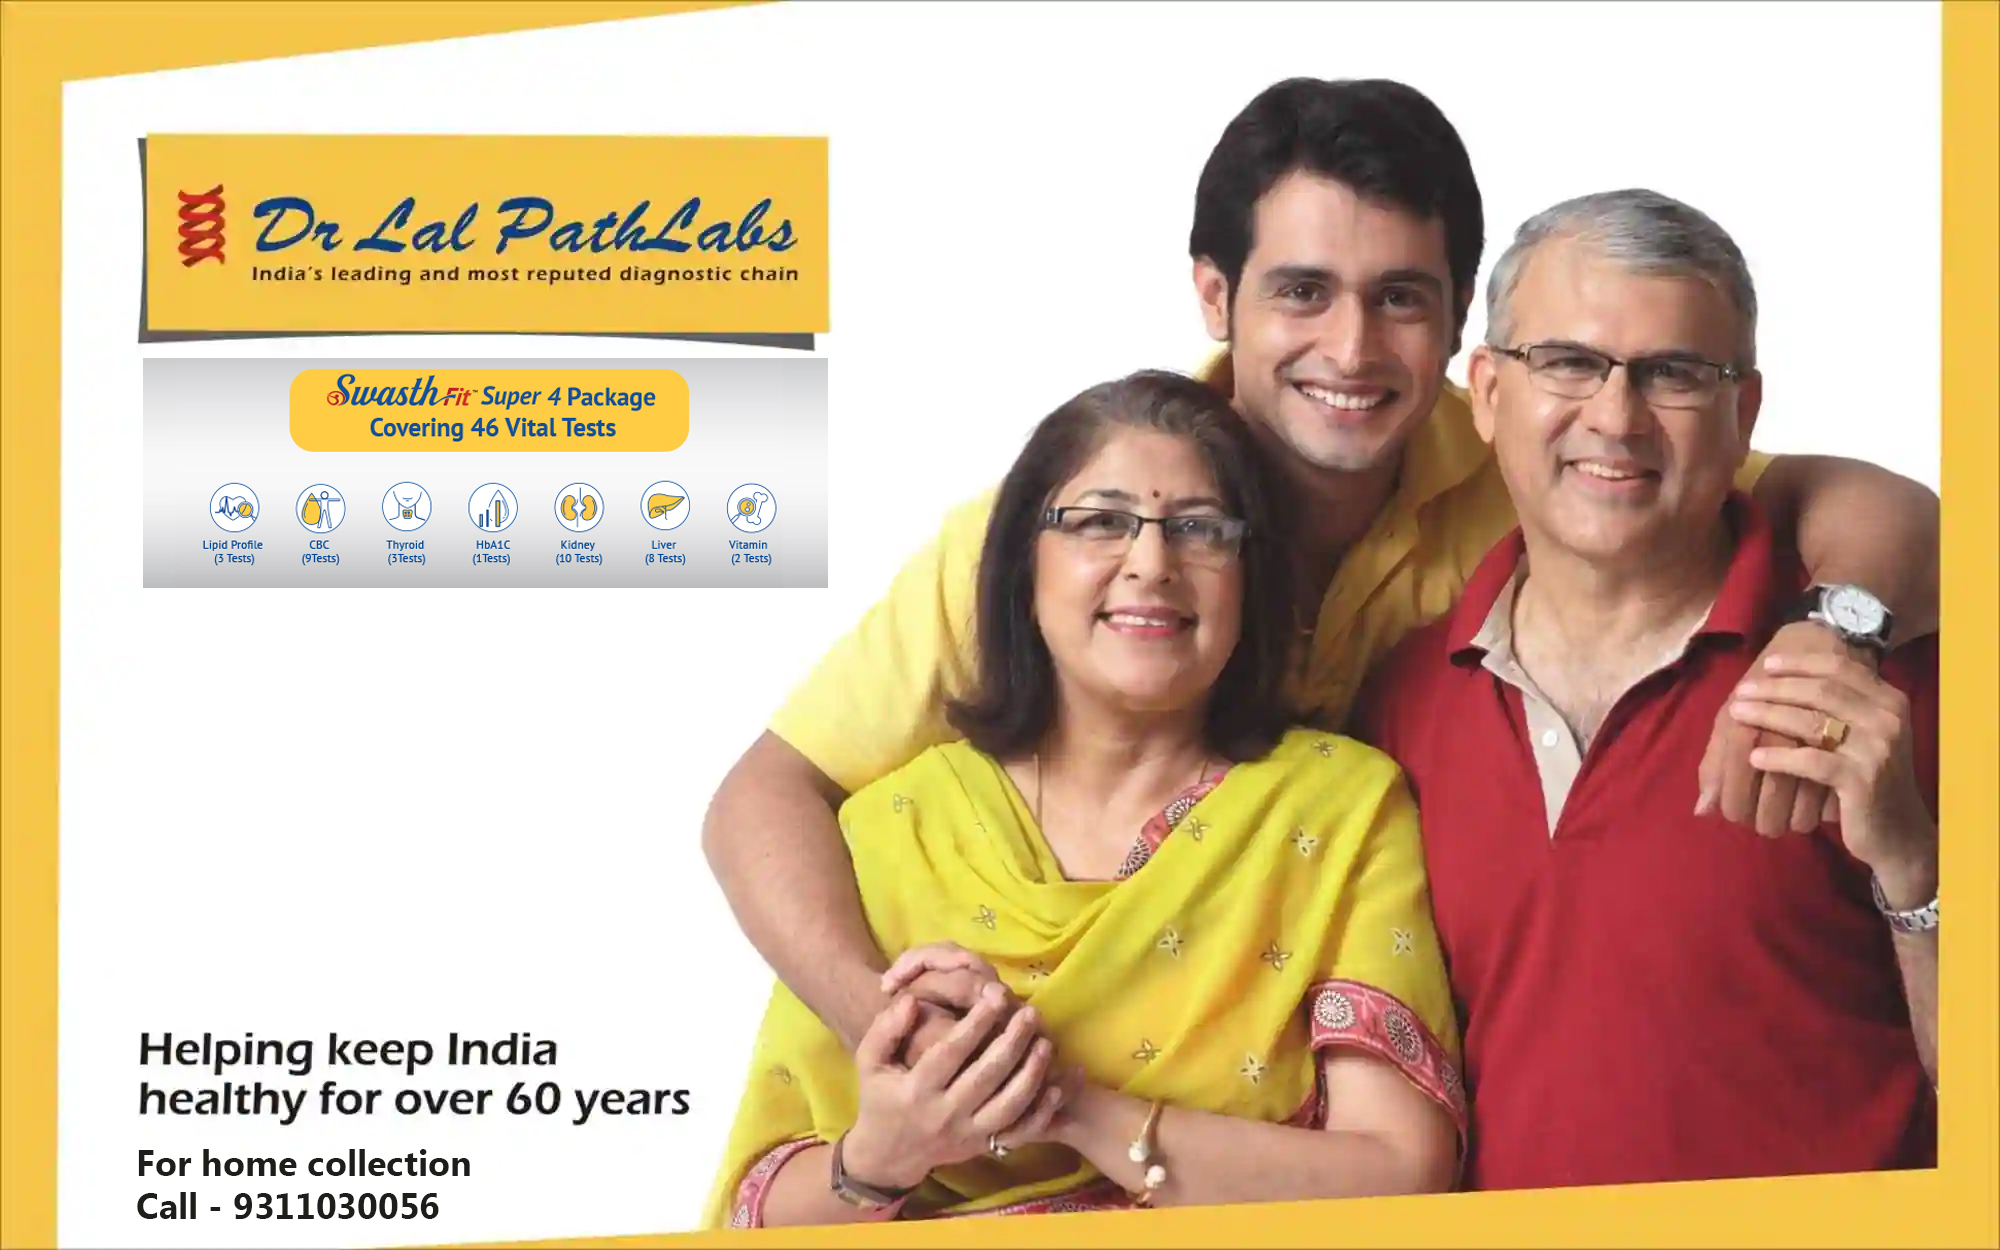 Dr Lal PathLabs
India's leading and most reputed diagnostic chain
SwasthFit™ Super 4 Package
Covering 46 Vital Tests
Lipid Profile
(3 Tests)
CBC
(9Tests)
Thyroid
(3Tests)
HbA1C
(1Tests)
Kidney
(10 Tests)
Liver
(8 Tests)
Vitamin
(2 Tests)
Helping keep India
healthy for over 60 years
For home collection
Call - 9311030056